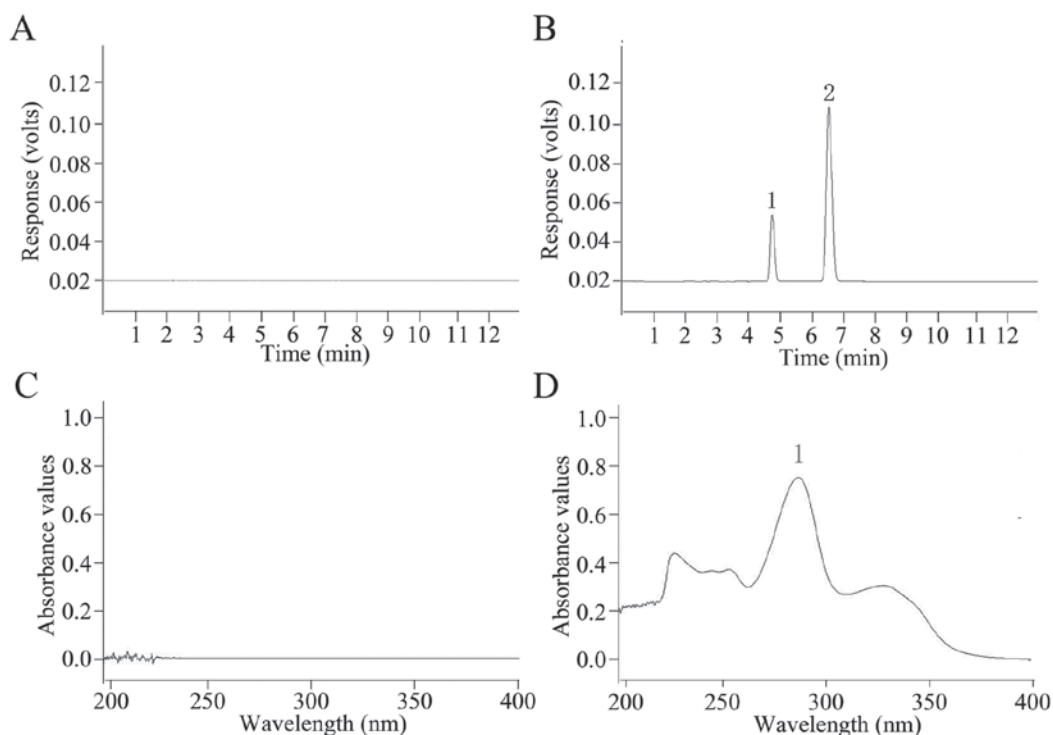 A
Response (volts)
0.12
0.10
0.08
0.06
0.04
0.02
1 2 3 4 5 6 7 8 9 10 11 12
Time (min)
B
Response (volts)
0.12
0.10
0.08
0.06
0.04
0.02
1
2
1 2 3 4 5 6 7 8 9 10 11 12
Time (min)
C
Absorbance values
1.0
0.8
0.6
0.4
0.2
0.0
200 250 300 350 400
Wavelength (nm)
D
Absorbance values
1.0
0.8
0.6
0.4
0.2
0.0
1
200 250 300 350 400
Wavelength (nm)